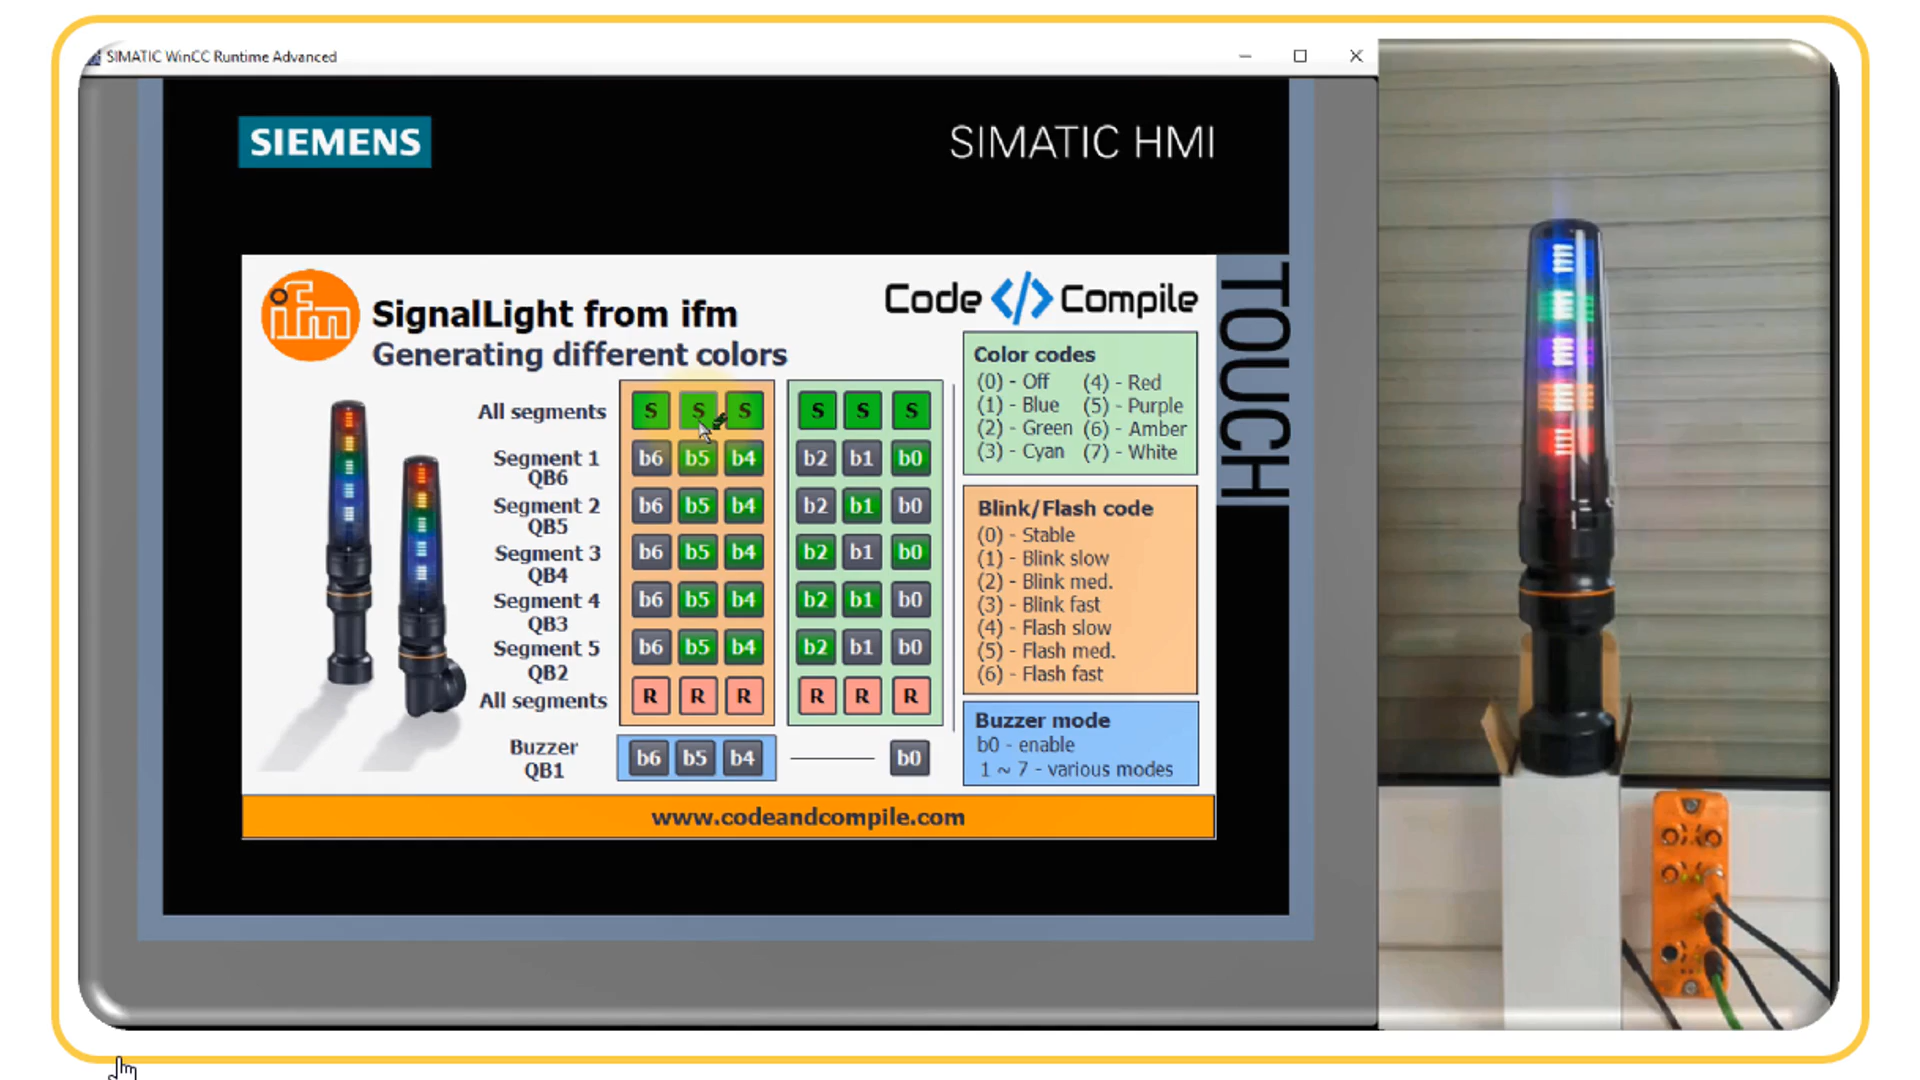 SIMATIC WinCC Runtime Advanced
SIEMENS
SIMATIC HMI
TOUCH
ifm
SignalLight from ifm
Generating different colors
Code </> Compile
All segments S S S S S S
Segment 1 b6 b5 b4 b2 b1 b0
QB6
Segment 2 b6 b5 b4 b2 b1 b0
QB5
Segment 3 b6 b5 b4 b2 b1 b0
QB4
Segment 4 b6 b5 b4 b2 b1 b0
QB3
Segment 5 b6 b5 b4 b2 b1 b0
QB2
All segments R R R R R R
Buzzer b6 b5 b4 b0
QB1
Color codes
(0) - Off (4) - Red
(1) - Blue (5) - Purple
(2) - Green (6) - Amber
(3) - Cyan (7) - White
Blink/Flash code
(0) - Stable
(1) - Blink slow
(2) - Blink med.
(3) - Blink fast
(4) - Flash slow
(5) - Flash med.
(6) - Flash fast
Buzzer mode
b0 - enable
1 ~ 7 - various modes
www.codeandcompile.com